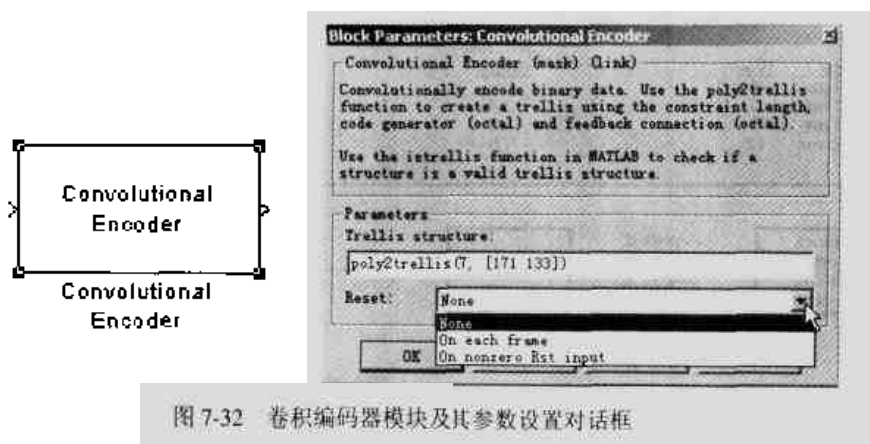 Convolutional
Encoder
Convolutional
Encoder
Block Parameters: Convolutional Encoder
Convolutional Encoder (mask) (link)
Convolutionally encode binary data. Use the poly2trellis
function to create a trellis using the constraint length,
code generator (octal) and feedback connection (octal).
Use the istrellis function in MATLAB to check if a
structure is a valid trellis structure.
Parameters
Trellis structure:
poly2trellis(7, [171 133])
Reset:
None
None
On each frame
On nonzero Rst input
OK
图 7-32 卷积编码器模块及其参数设置对话框